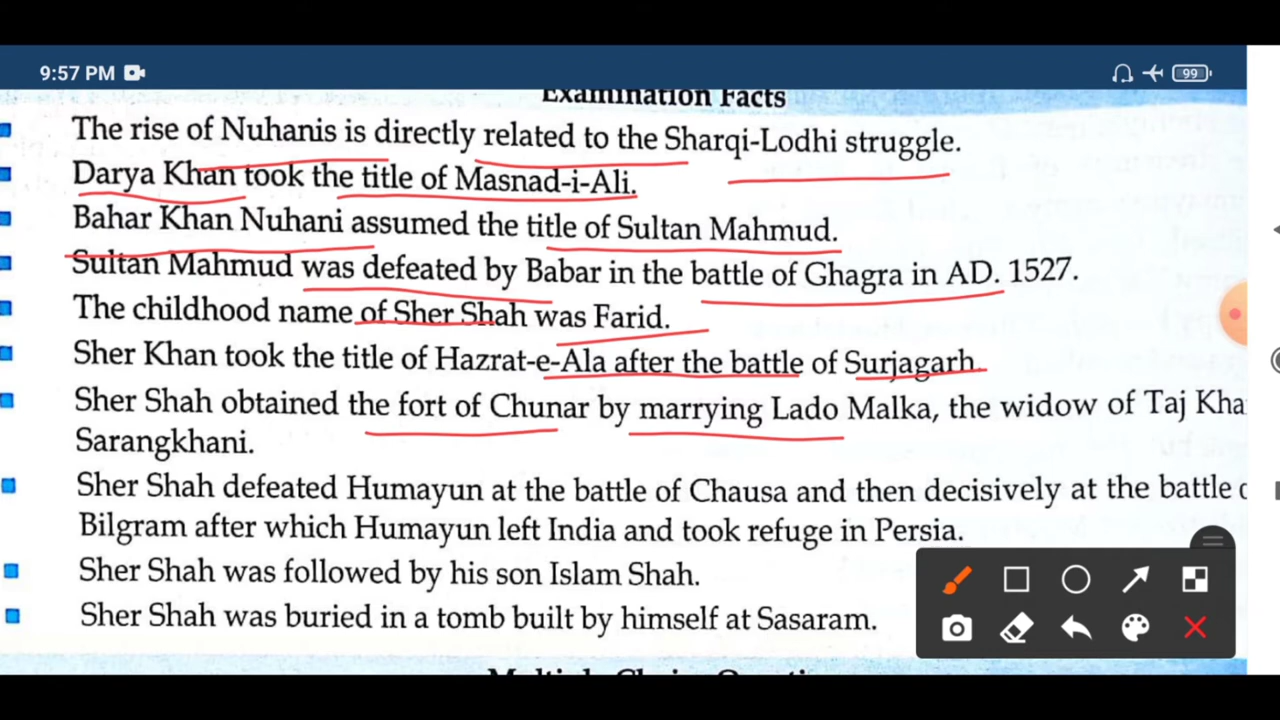 9:57 PM
99
Examination Facts
The rise of Nuhanis is directly related to the Sharqi-Lodhi struggle.
Darya Khan took the title of Masnad-i-Ali.
Bahar Khan Nuhani assumed the title of Sultan Mahmud.
Sultan Mahmud was defeated by Babar in the battle of Ghagra in AD. 1527.
The childhood name of Sher Shah was Farid.
Sher Khan took the title of Hazrat-e-Ala after the battle of Surjagarh.
Sher Shah obtained the fort of Chunar by marrying Lado Malka, the widow of Taj Kha
Sarangkhani.
Sher Shah defeated Humayun at the battle of Chausa and then decisively at the battle
Bilgram after which Humayun left India and took refuge in Persia.
Sher Shah was followed by his son Islam Shah.
Sher Shah was buried in a tomb built by himself at Sasaram.